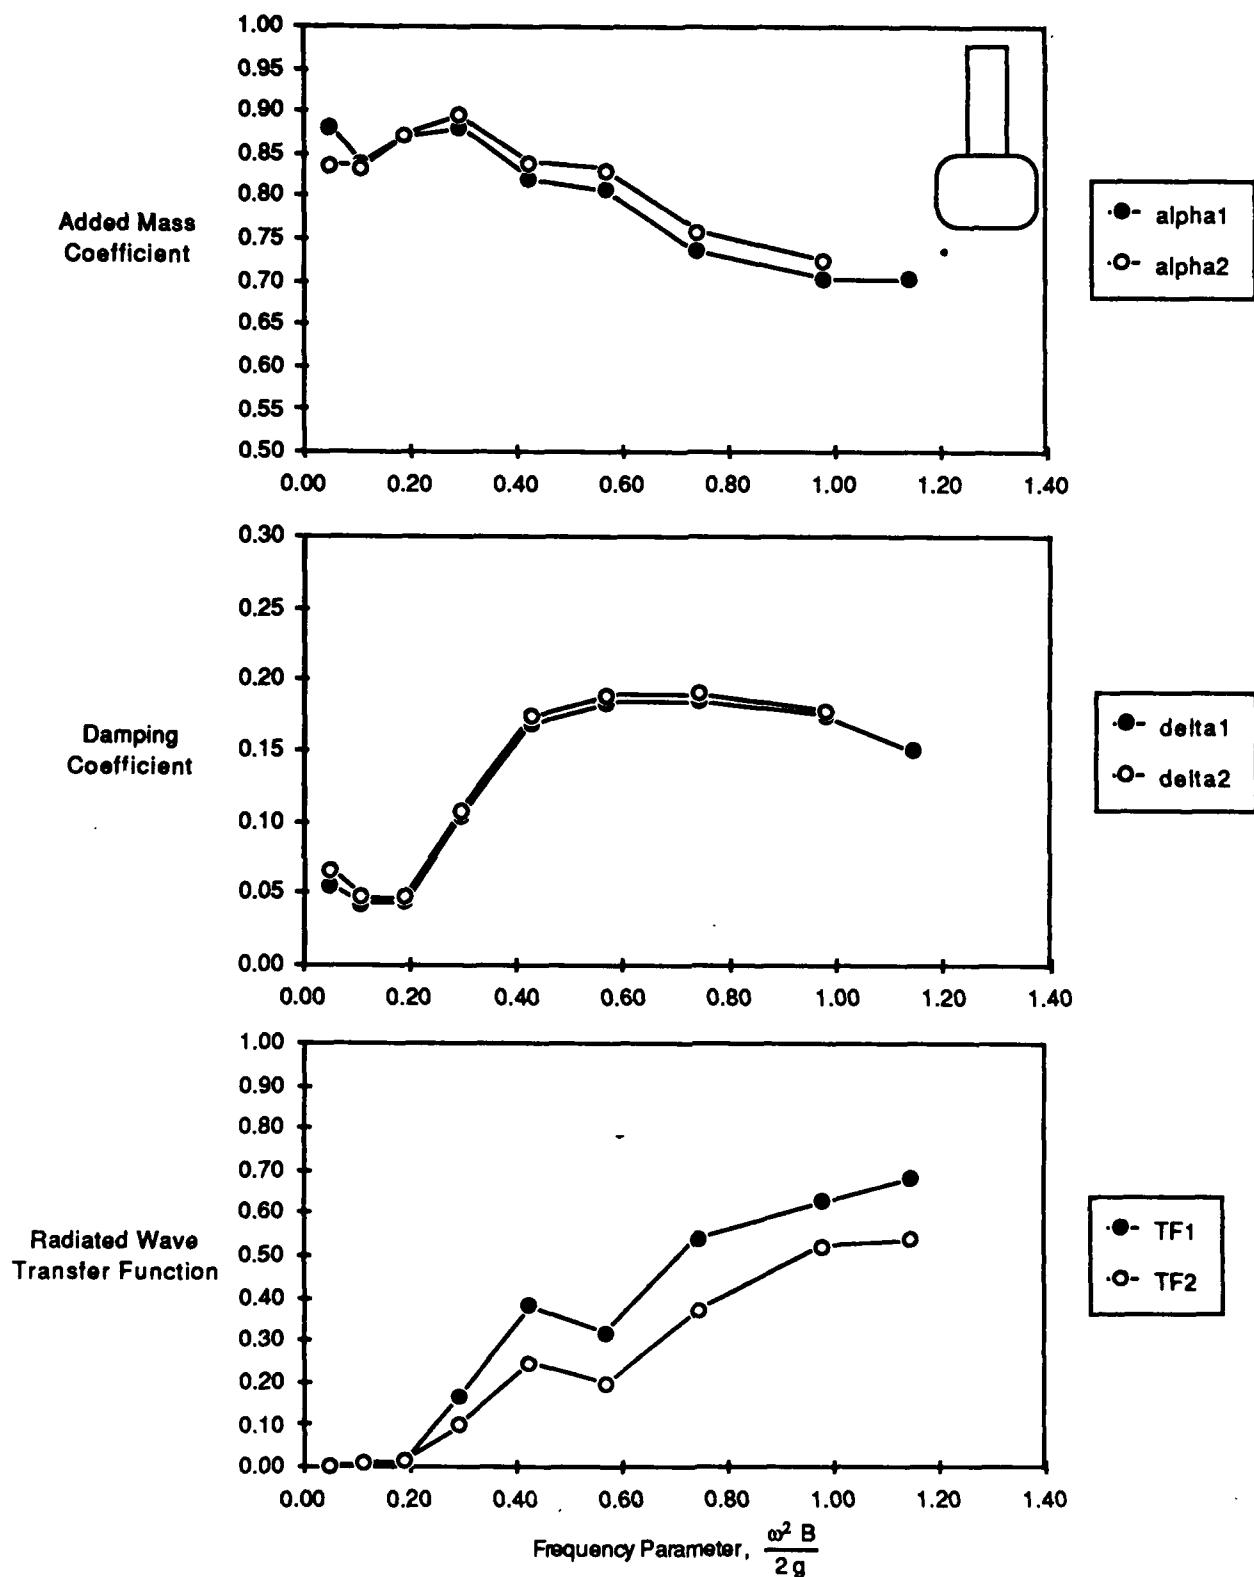 1.00
0.95
0.90
0.85
0.80
0.75
0.70
0.65
0.60
0.55
0.50
Added Mass
Coefficient
0.00 0.20 0.40 0.60 0.80 1.00 1.20 1.40
alpha1
alpha2
0.30
0.25
0.20
0.15
0.10
0.05
0.00
Damping
Coefficient
0.00 0.20 0.40 0.60 0.80 1.00 1.20 1.40
delta1
delta2
1.00
0.90
0.80
0.70
0.60
0.50
0.40
0.30
0.20
0.10
0.00
Radiated Wave
Transfer Function
0.00 0.20 0.40 0.60 0.80 1.00 1.20 1.40
TF1
TF2
Frequency Parameter, ω² B
2 g